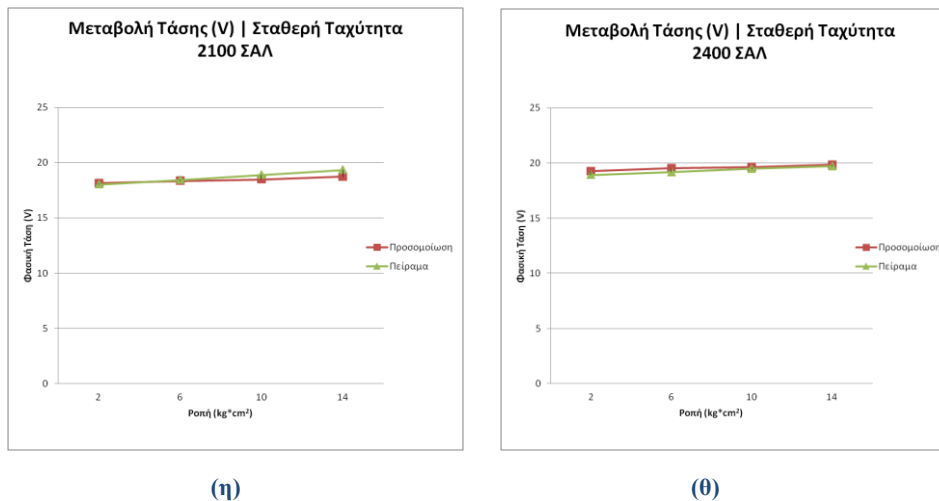 Μεταβολή Τάσης (V) | Σταθερή Ταχύτητα
2100 ΣΑΛ
25
20
15
10
5
0
Φασική Τάση (V)
2 6 10 14
Ροπή (kg*cm²)
Προσομοίωση
Πείραμα
(η)
Μεταβολή Τάσης (V) | Σταθερή Ταχύτητα
2400 ΣΑΛ
25
20
15
10
5
0
Φασική Τάση (V)
2 6 10 14
Ροπή (kg*cm²)
Προσομοίωση
Πείραμα
(θ)